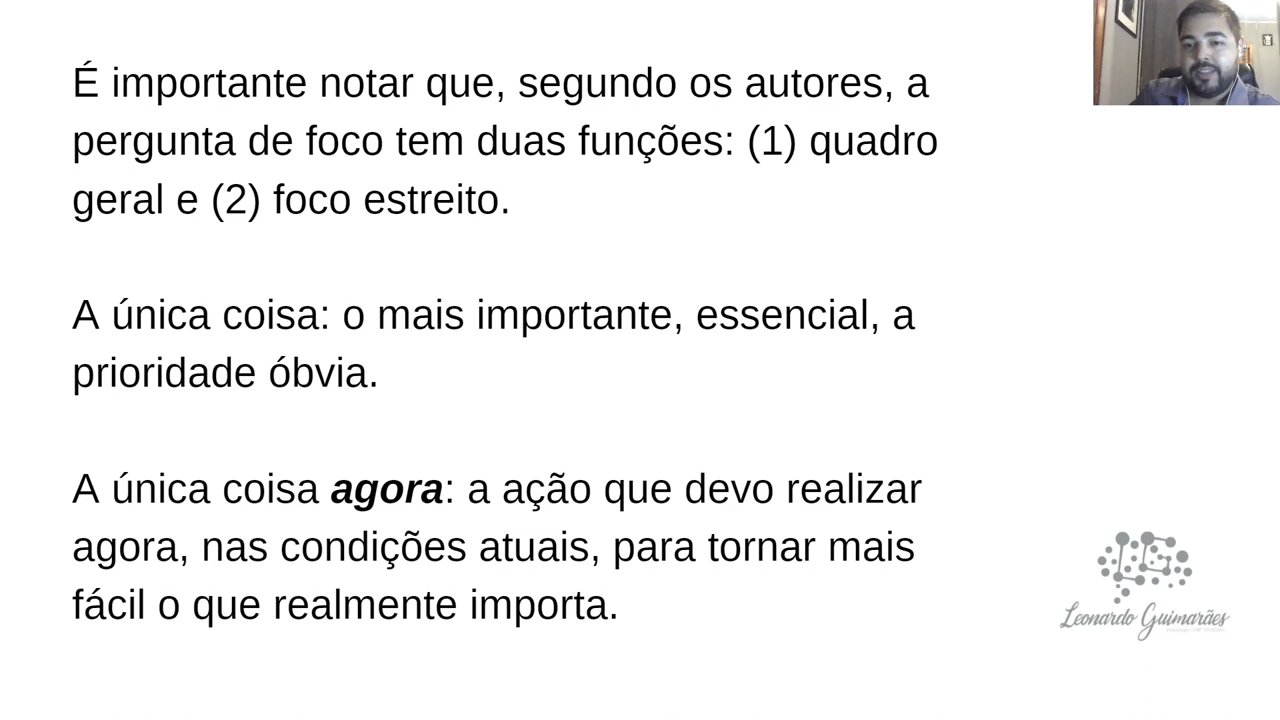 É importante notar que, segundo os autores, a
pergunta de foco tem duas funções: (1) quadro
geral e (2) foco estreito.
A única coisa: o mais importante, essencial, a
prioridade óbvia.
A única coisa agora: a ação que devo realizar
agora, nas condições atuais, para tornar mais
fácil o que realmente importa.
Leonardo Guimarães